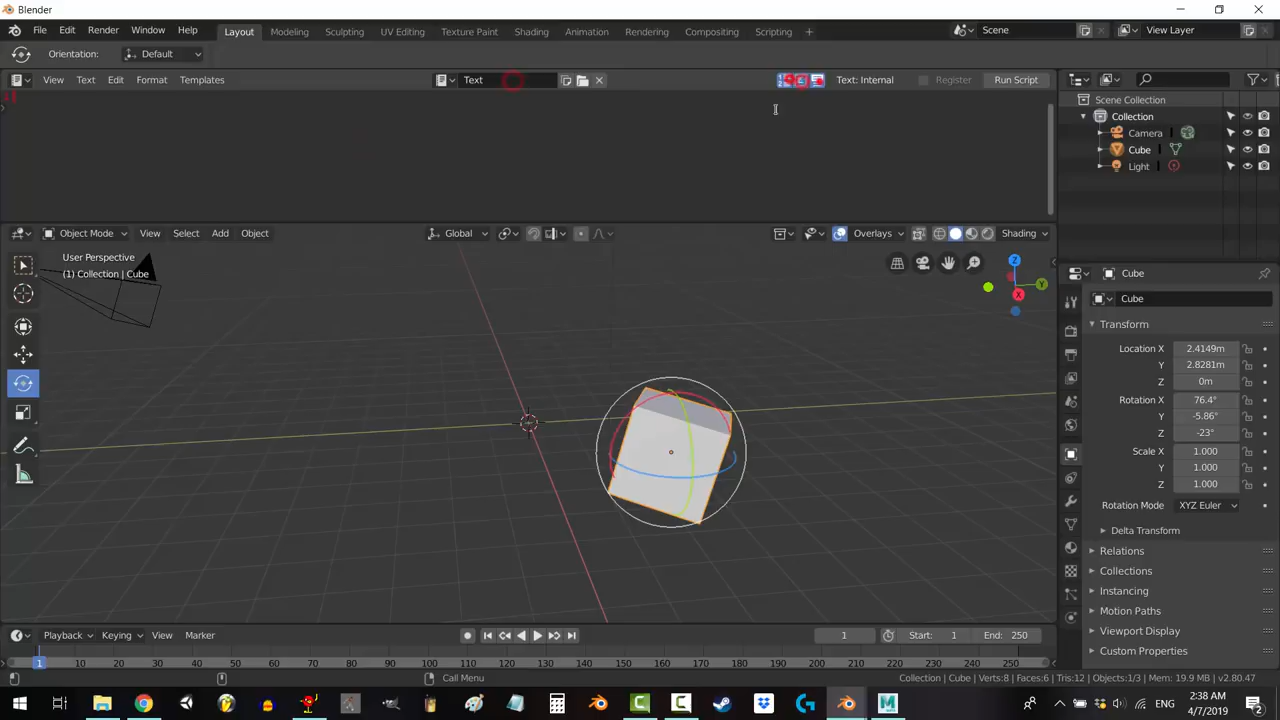 Blender
File Edit Render Window Help Layout Modeling Sculpting UV Editing Texture Paint Shading Animation Rendering Compositing Scripting + Scene View Layer
Orientation: Default
View Text Edit Format Templates Text Text: Internal Register Run Script
Scene Collection
Collection
Camera
Cube
Light
Object Mode View Select Add Object Global Overlays Shading
User Perspective
(1) Collection | Cube
Z
Y
X
Cube
Cube
Transform
Location X 2.4149m
Y 2.8281m
Z 0m
Rotation X 76.4°
Y -5.86°
Z -23°
Scale X 1.000
Y 1.000
Z 1.000
Rotation Mode XYZ Euler
Delta Transform
Relations
Collections
Instancing
Motion Paths
Viewport Display
Custom Properties
Playback Keying View Marker 1 Start: 1 End: 250
1 10 20 30 40 50 60 70 80 90 100 110 120 130 140 150 160 170 180 190 200 210 220 230 240 250
Call Menu Collection | Cube | Verts:8 | Faces:6 | Tris:12 | Objects:1/3 | Mem: 19.9 MB | v2.80.47
ENG 2:38 AM
4/7/2019